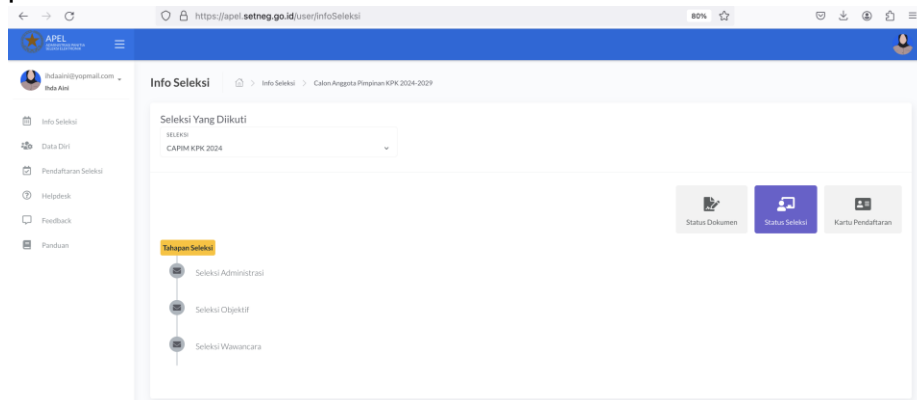 https://apel.setneg.go.id/user/infoSeleksi
80%
APEL
ihdaaini@yopmail.com
Ihda Aini
Info Seleksi
Info Seleksi > Calon Anggota Pimpinan KPK 2024-2029
Info Seleksi
Data Diri
Pendaftaran Seleksi
Helpdesk
Feedback
Panduan
Seleksi Yang Diikuti
SELEKSI
CAPIM KPK 2024
Status Dokumen
Status Seleksi
Kartu Pendaftaran
Tahapan Seleksi
Seleksi Administrasi
Seleksi Objektif
Seleksi Wawancara